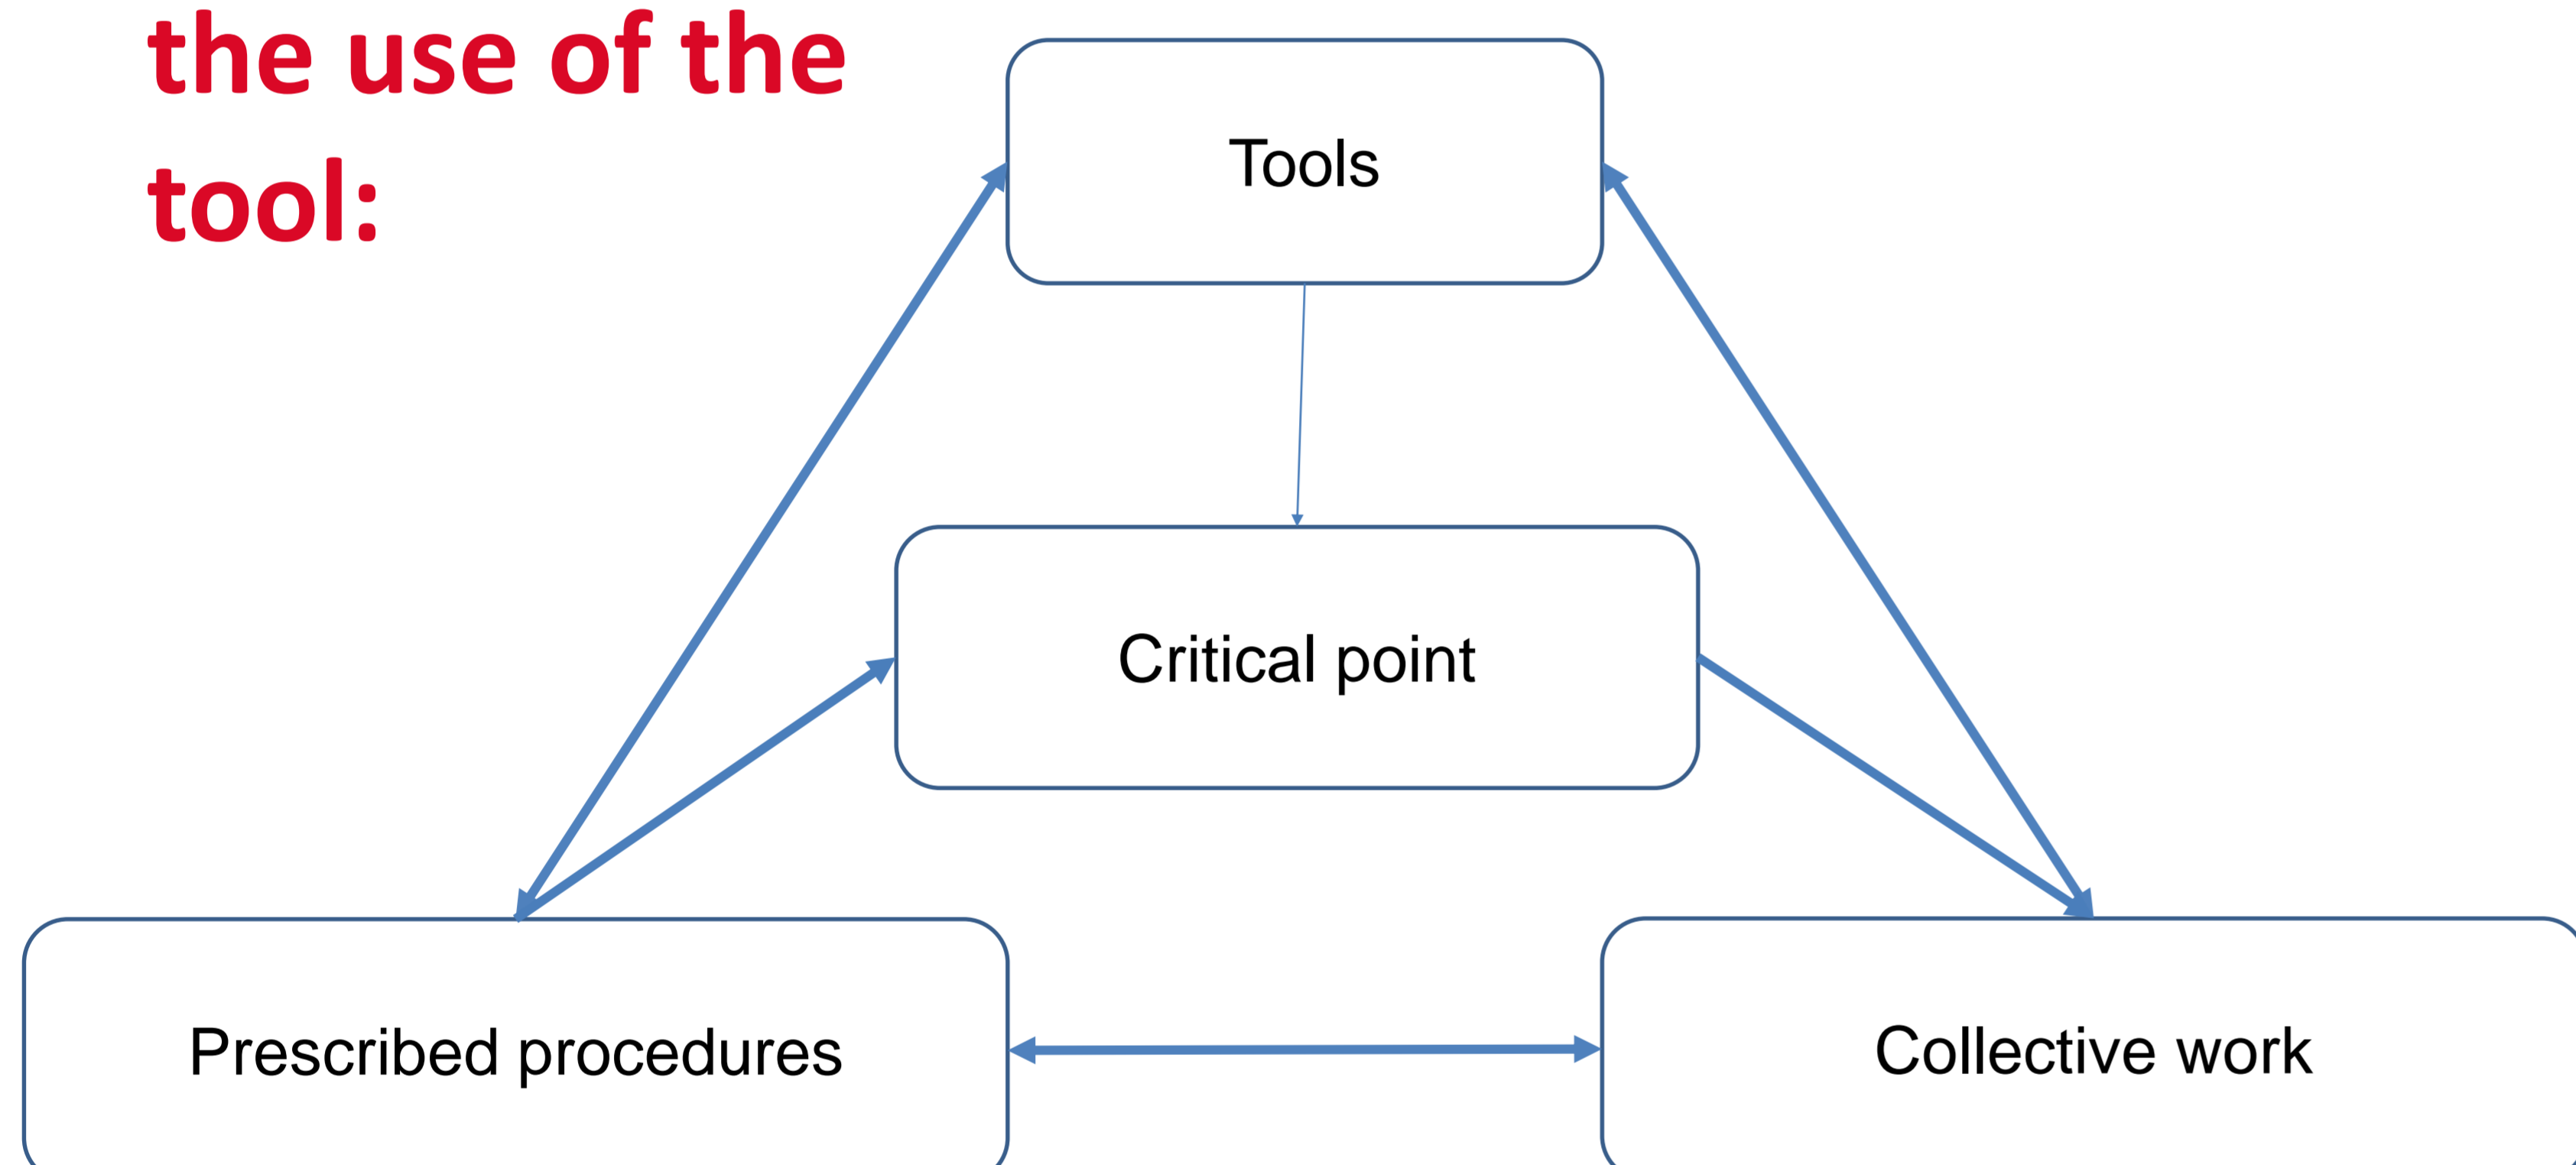 the use of the
tool:
Tools
Critical point
Prescribed procedures
Collective work